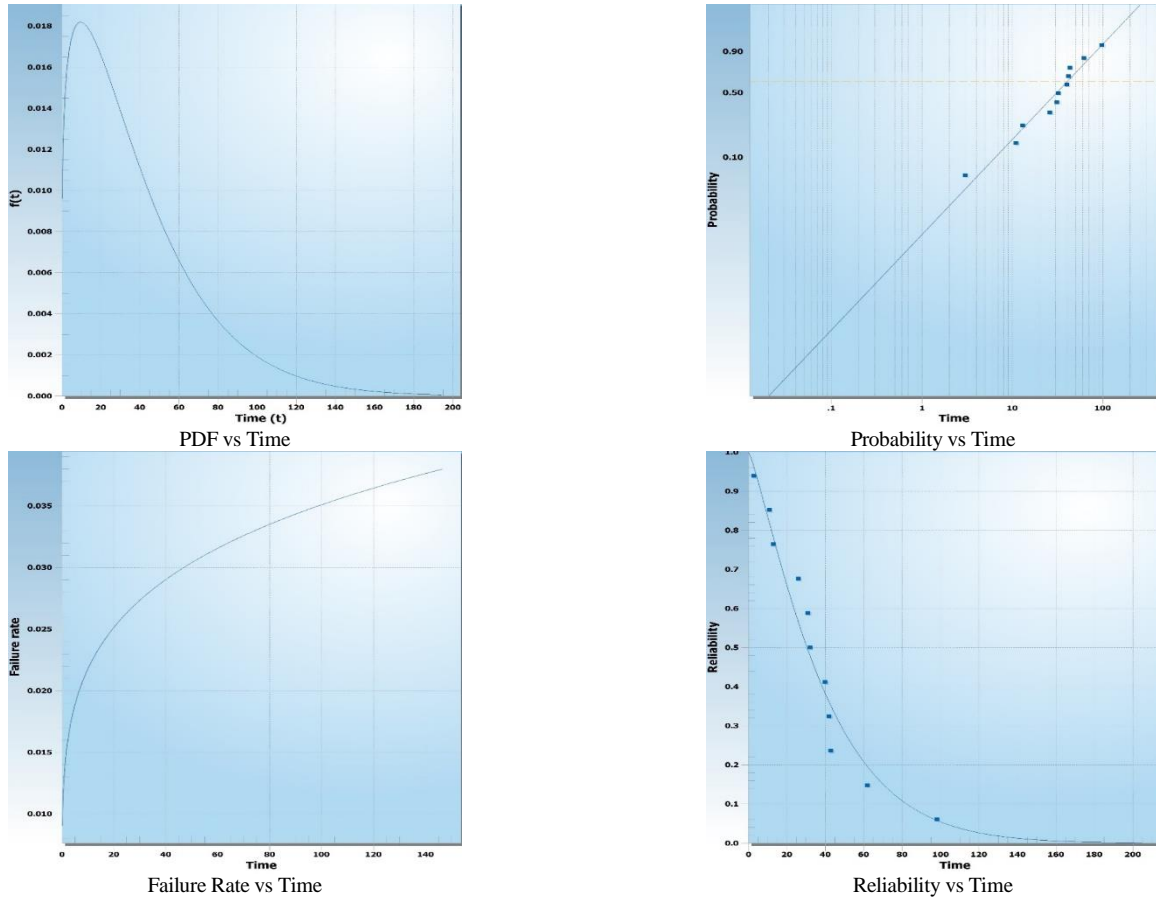 0.018
0.016
0.014
0.012
0.010
0.008
0.006
0.004
0.002
0.000
f(t)
0 20 40 60 80 100 120 140 160 180 200
Time (t)
PDF vs Time
0.90
0.50
0.10
Probability
.1 1 10 100
Time
Probability vs Time
0.035
0.030
0.025
0.020
0.015
0.010
Failure rate
0 20 40 60 80 100 120 140
Time
Failure Rate vs Time
1.0
0.9
0.8
0.7
0.6
0.5
0.4
0.3
0.2
0.1
0.0
Reliability
0 20 40 60 80 100 120 140 160 180 200
Time
Reliability vs Time